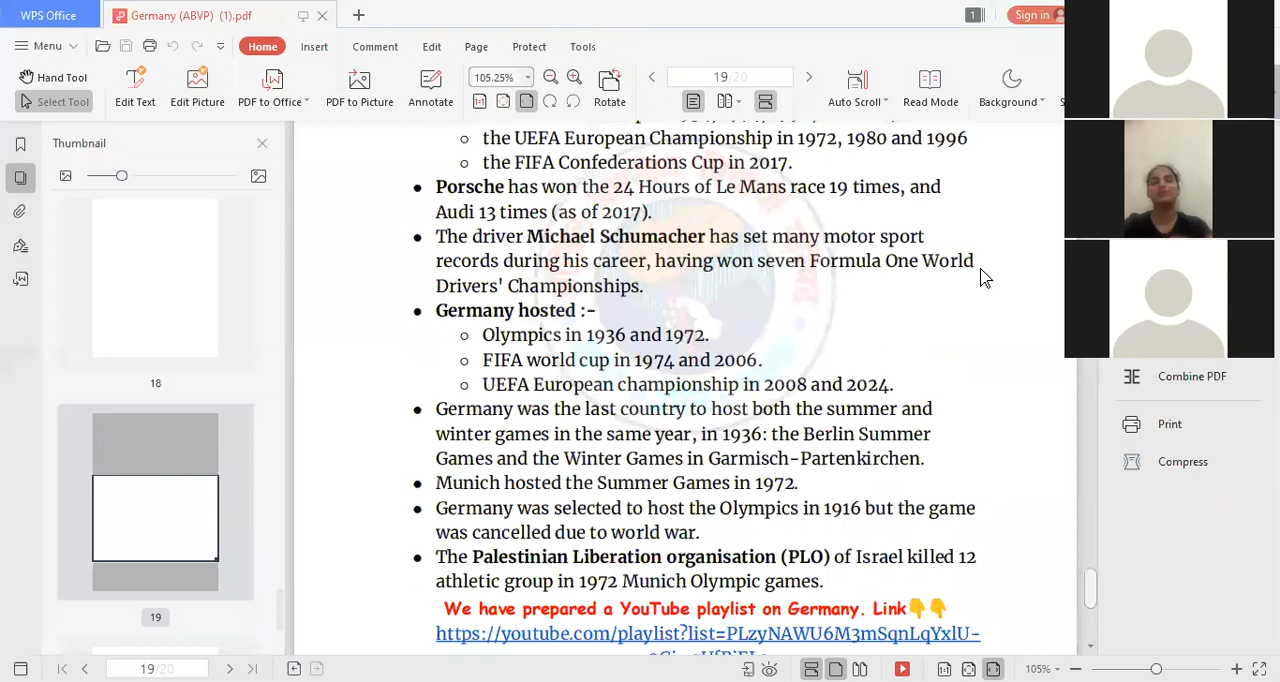 WPS Office
Germany (ABVP) (1).pdf
1
Sign in
Menu
Home
Insert
Comment
Edit
Page
Protect
Tools
Hand Tool
Select Tool
Edit Text
Edit Picture
PDF to Office
PDF to Picture
Annotate
105.25%
Rotate
19/20
Auto Scroll
Read Mode
Background
Thumbnail
18
19
○ the UEFA European Championship in 1972, 1980 and 1996
○ the FIFA Confederations Cup in 2017.
● Porsche has won the 24 Hours of Le Mans race 19 times, and
Audi 13 times (as of 2017).
● The driver Michael Schumacher has set many motor sport
records during his career, having won seven Formula One World
Drivers' Championships.
● Germany hosted :-
○ Olympics in 1936 and 1972.
○ FIFA world cup in 1974 and 2006.
○ UEFA European championship in 2008 and 2024.
● Germany was the last country to host both the summer and
winter games in the same year, in 1936: the Berlin Summer
Games and the Winter Games in Garmisch-Partenkirchen.
● Munich hosted the Summer Games in 1972.
● Germany was selected to host the Olympics in 1916 but the game
was cancelled due to world war.
● The Palestinian Liberation organisation (PLO) of Israel killed 12
athletic group in 1972 Munich Olympic games.
We have prepared a YouTube playlist on Germany. Link👇👇
https://youtube.com/playlist?list=PLzyNAWU6M3mSqnLqYxlU-
Combine PDF
Print
Compress
19/20
105%